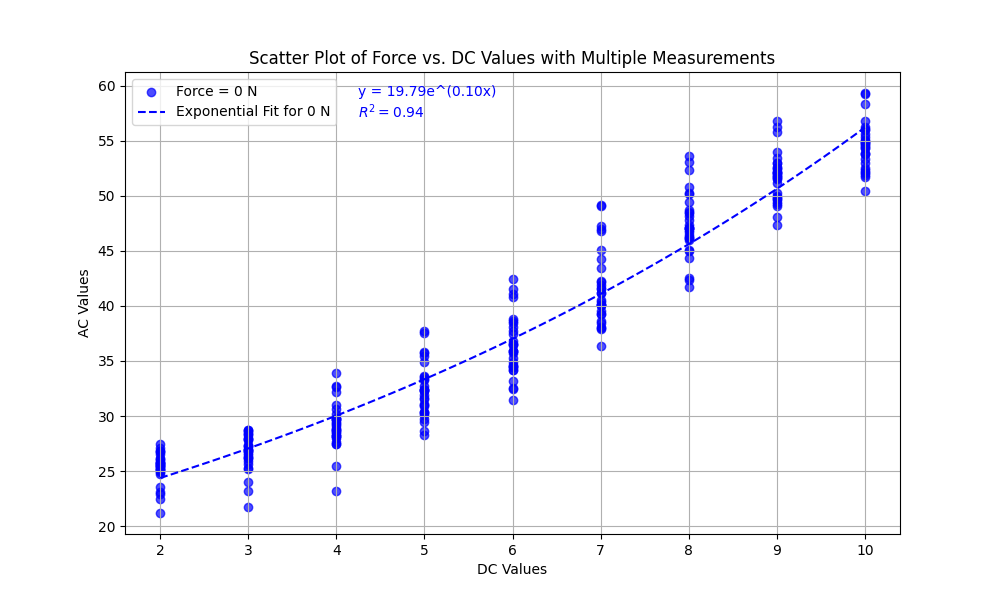 Scatter Plot of Force vs. DC Values with Multiple Measurements
Force = 0 N
Exponential Fit for 0 N
y = 19.79e^(0.10x)
R² = 0.94
AC Values
60
55
50
45
40
35
30
25
20
2 3 4 5 6 7 8 9 10
DC Values